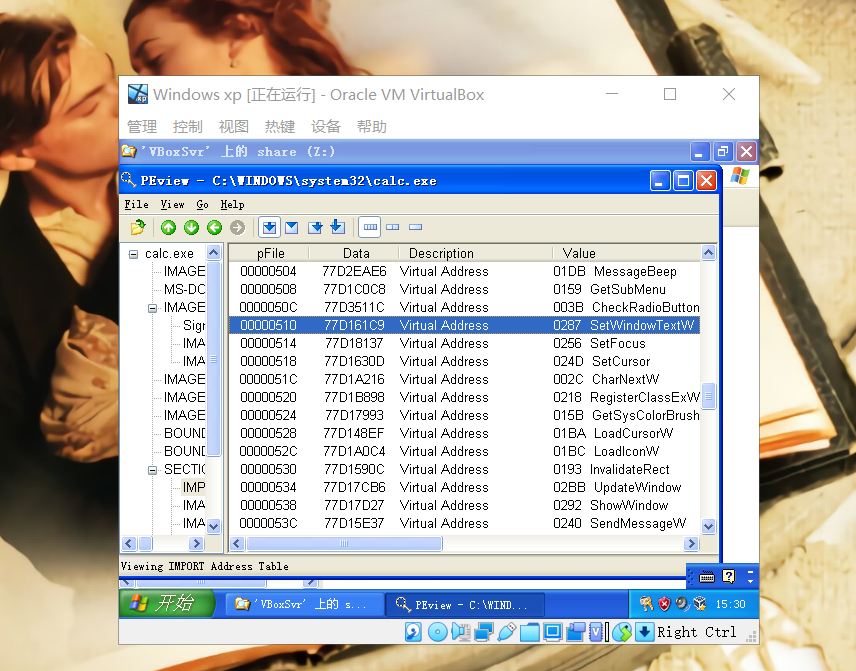 Windows xp [正在运行] - Oracle VM VirtualBox
管理 控制 视图 热键 设备 帮助
'VBoxSvr' 上的 share (Z:)
PEview - C:\WINDOWS\system32\calc.exe
File View Go Help
calc.exe
IMAGE
MS-DC
IMAGE
Sigr
IMA
IMA
IMAGE
IMAGE
IMAGE
BOUND
BOUND
SECTIC
IMP
IMA
IMA
pFile Data Description Value
00000504 77D2EAE6 Virtual Address 01DB MessageBeep
00000508 77D1C0C8 Virtual Address 0159 GetSubMenu
0000050C 77D3511C Virtual Address 003B CheckRadioButton
00000510 77D161C9 Virtual Address 0287 SetWindowTextW
00000514 77D18137 Virtual Address 0256 SetFocus
00000518 77D1630D Virtual Address 024D SetCursor
0000051C 77D1A216 Virtual Address 002C CharNextW
00000520 77D1B898 Virtual Address 0218 RegisterClassExW
00000524 77D17993 Virtual Address 015B GetSysColorBrush
00000528 77D148EF Virtual Address 01BA LoadCursorW
0000052C 77D1A0C4 Virtual Address 01BC LoadIconW
00000530 77D1590C Virtual Address 0193 InvalidateRect
00000534 77D17CB6 Virtual Address 02BB UpdateWindow
00000538 77D17D27 Virtual Address 0292 ShowWindow
0000053C 77D15E37 Virtual Address 0240 SendMessageW
Viewing IMPORT Address Table
开始 'VBoxSvr' 上的 s... PEview - C:\WIND... 15:30
Right Ctrl